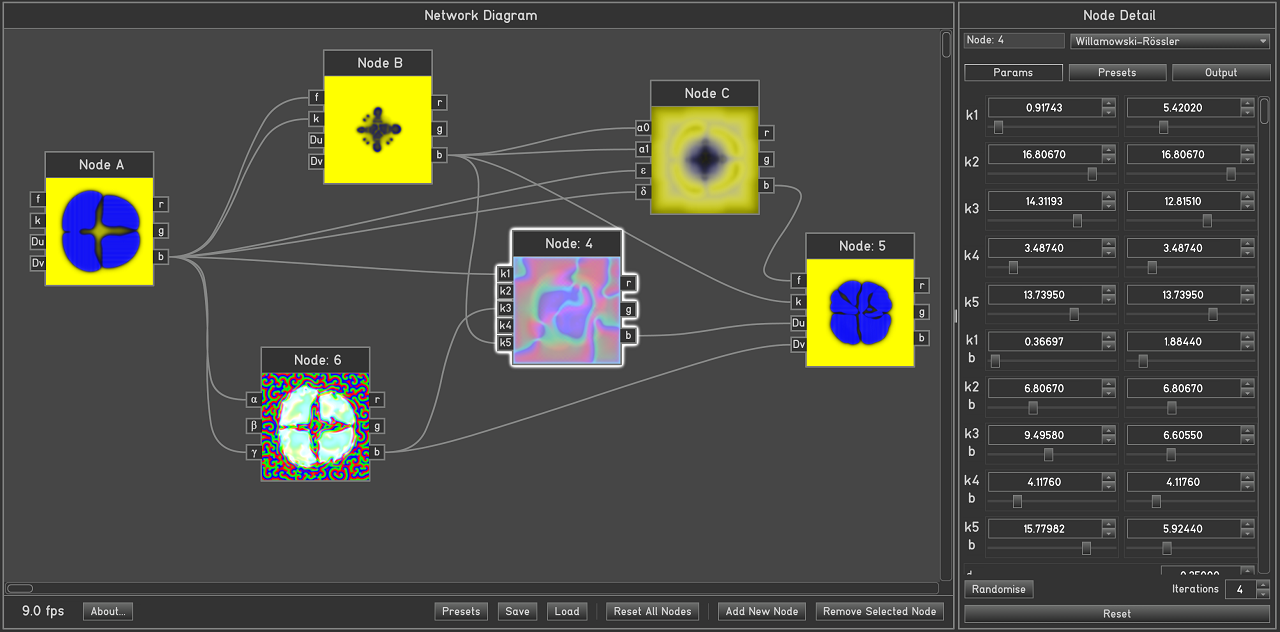 Network Diagram
Node A
f
k
Du
Dv
r
g
b
Node B
f
k
Du
Dv
r
g
b
Node C
α0
α1
ε
δ
r
g
b
Node: 4
k1
k2
k3
k4
k5
r
g
b
Node: 5
f
k
Du
Dv
r
g
b
Node: 6
α
β
γ
r
g
b
9.0 fps About... Presets Save Load Reset All Nodes Add New Node Remove Selected Node
Node Detail
Node: 4 Willamowski-Rössler
Params Presets Output
k1 0.91743 5.42020
k2 16.80670 16.80670
k3 14.31193 12.81510
k4 3.48740 3.48740
k5 13.73950 13.73950
k1 0.36697 1.88440
b
k2 6.80670 6.80670
b
k3 9.49580 6.60550
b
k4 4.11760 4.11760
b
k5 15.77982 5.92440
b
Randomise Iterations 4
Reset